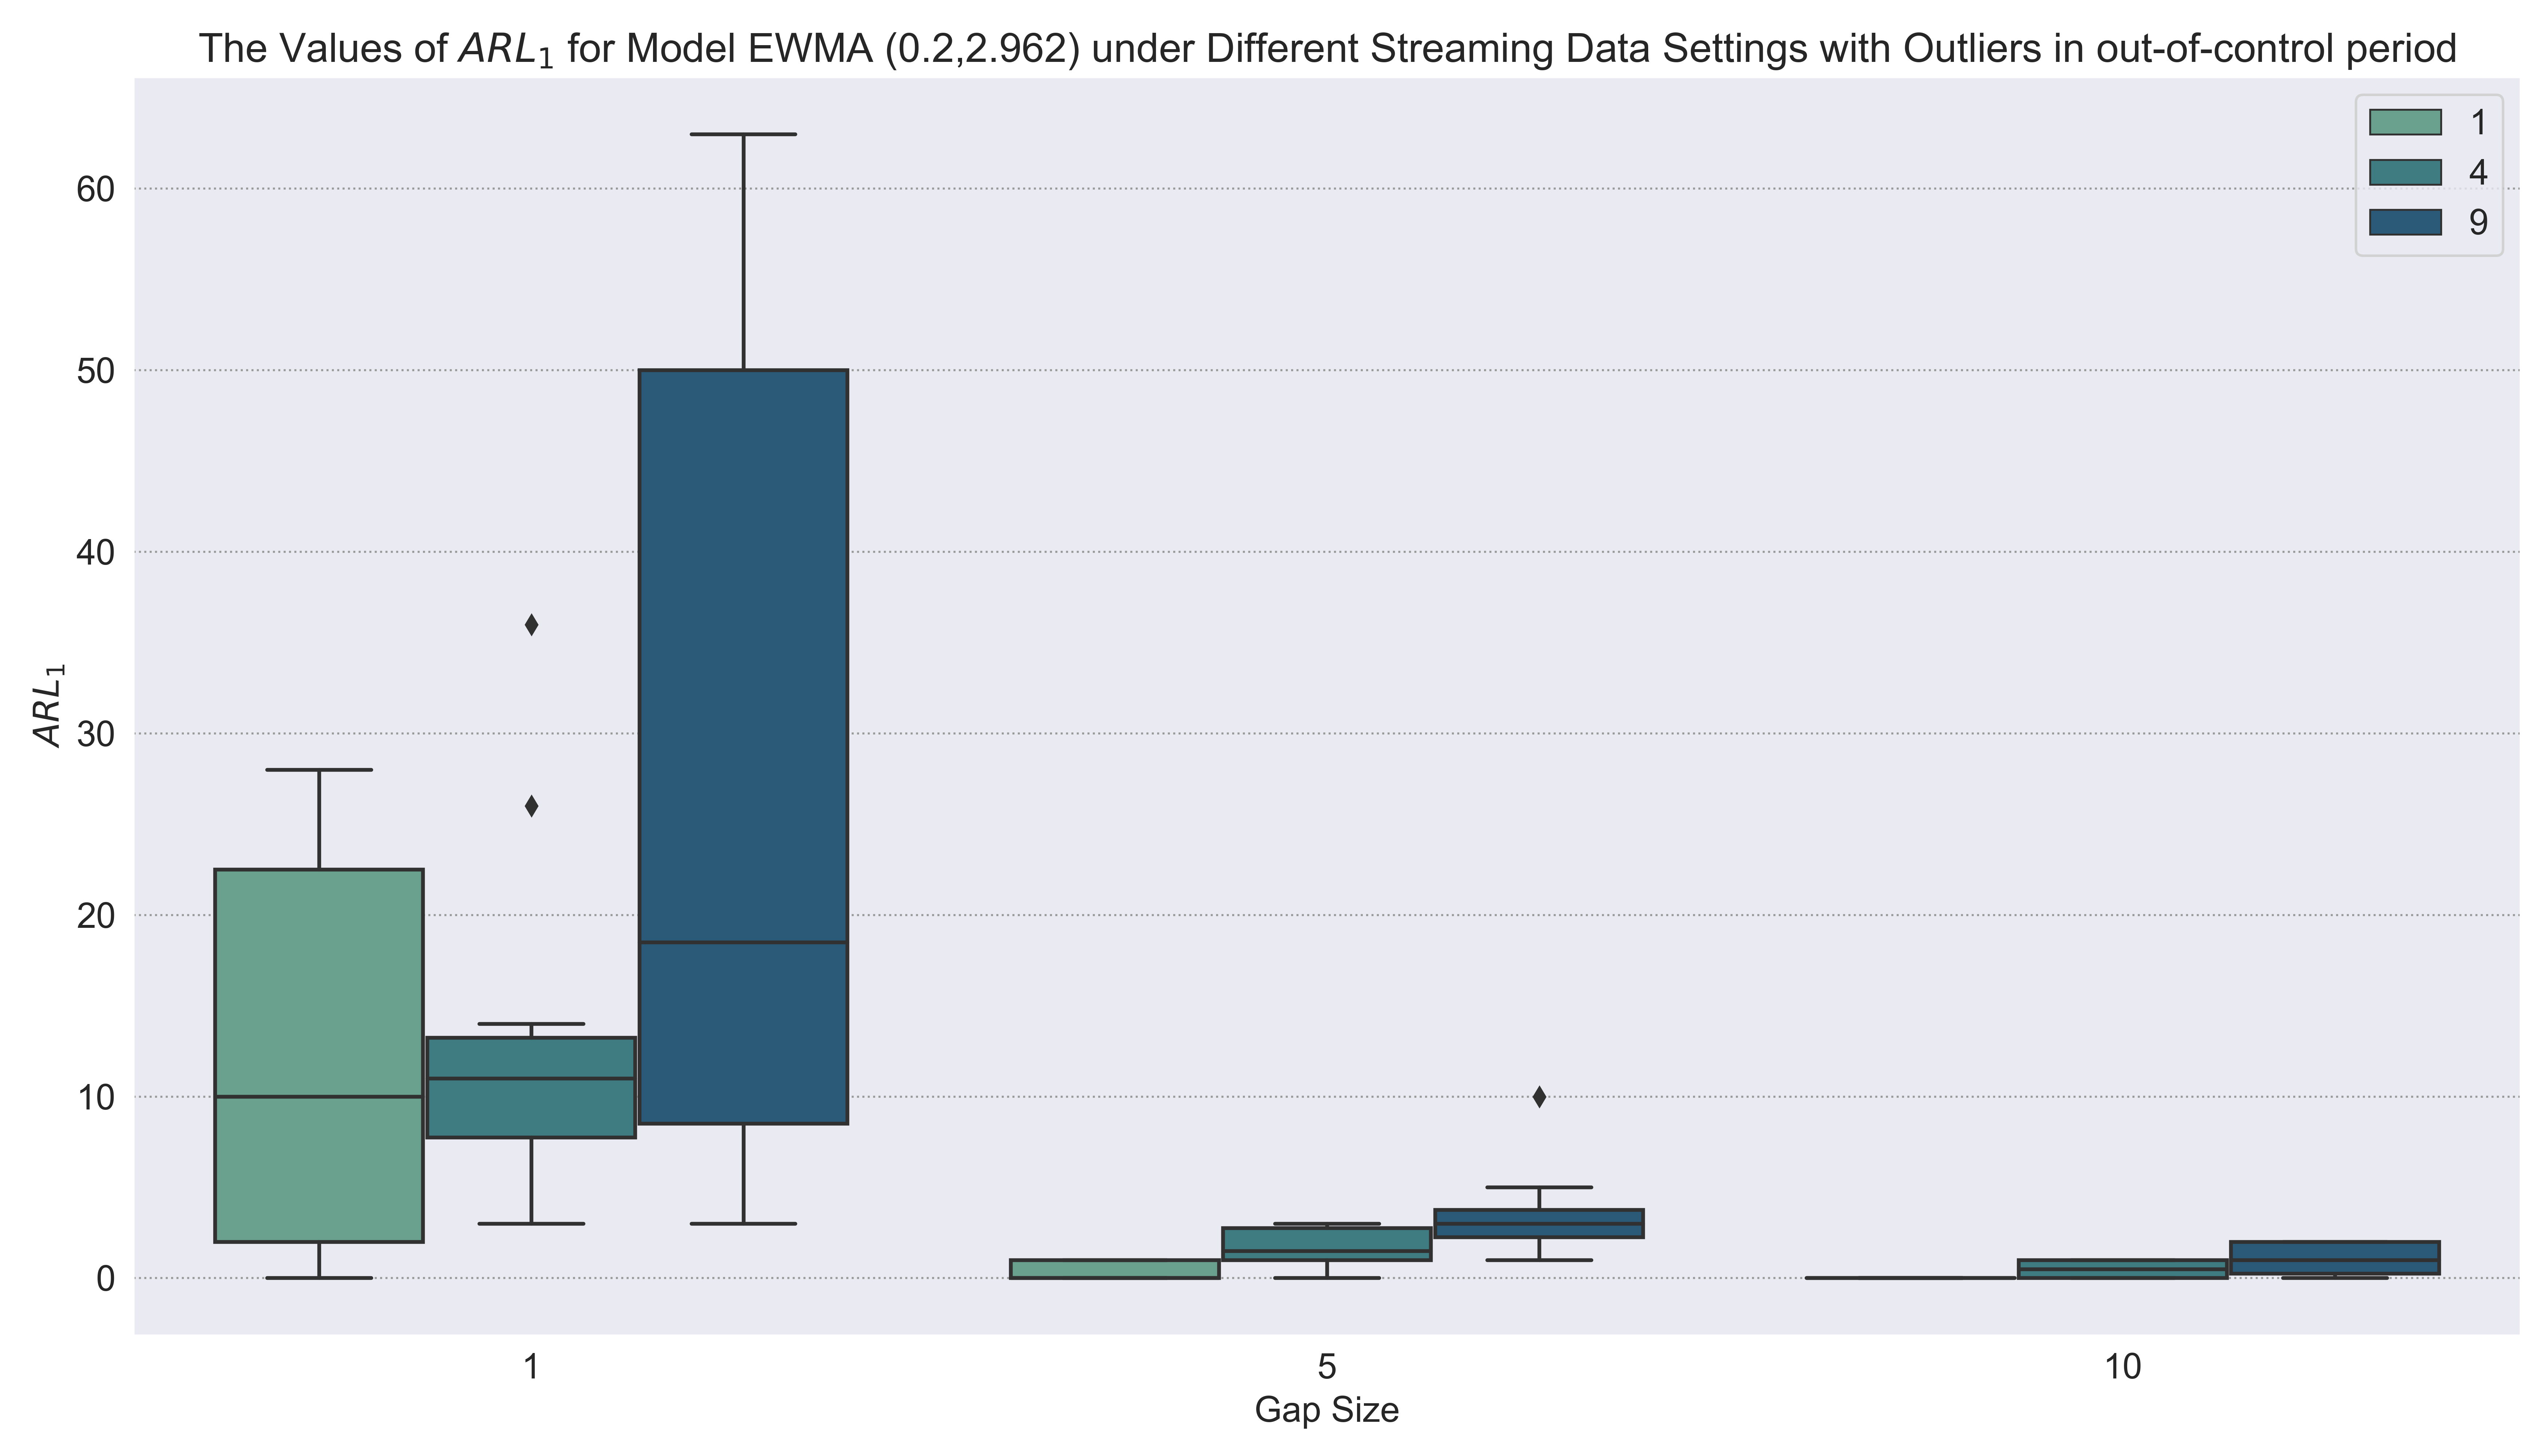 The Values of ARL₁ for Model EWMA (0.2,2.962) under Different Streaming Data Settings with Outliers in out-of-control period
1
4
9
60
50
40
30
20
10
0
ARL₁
1 5 10
Gap Size